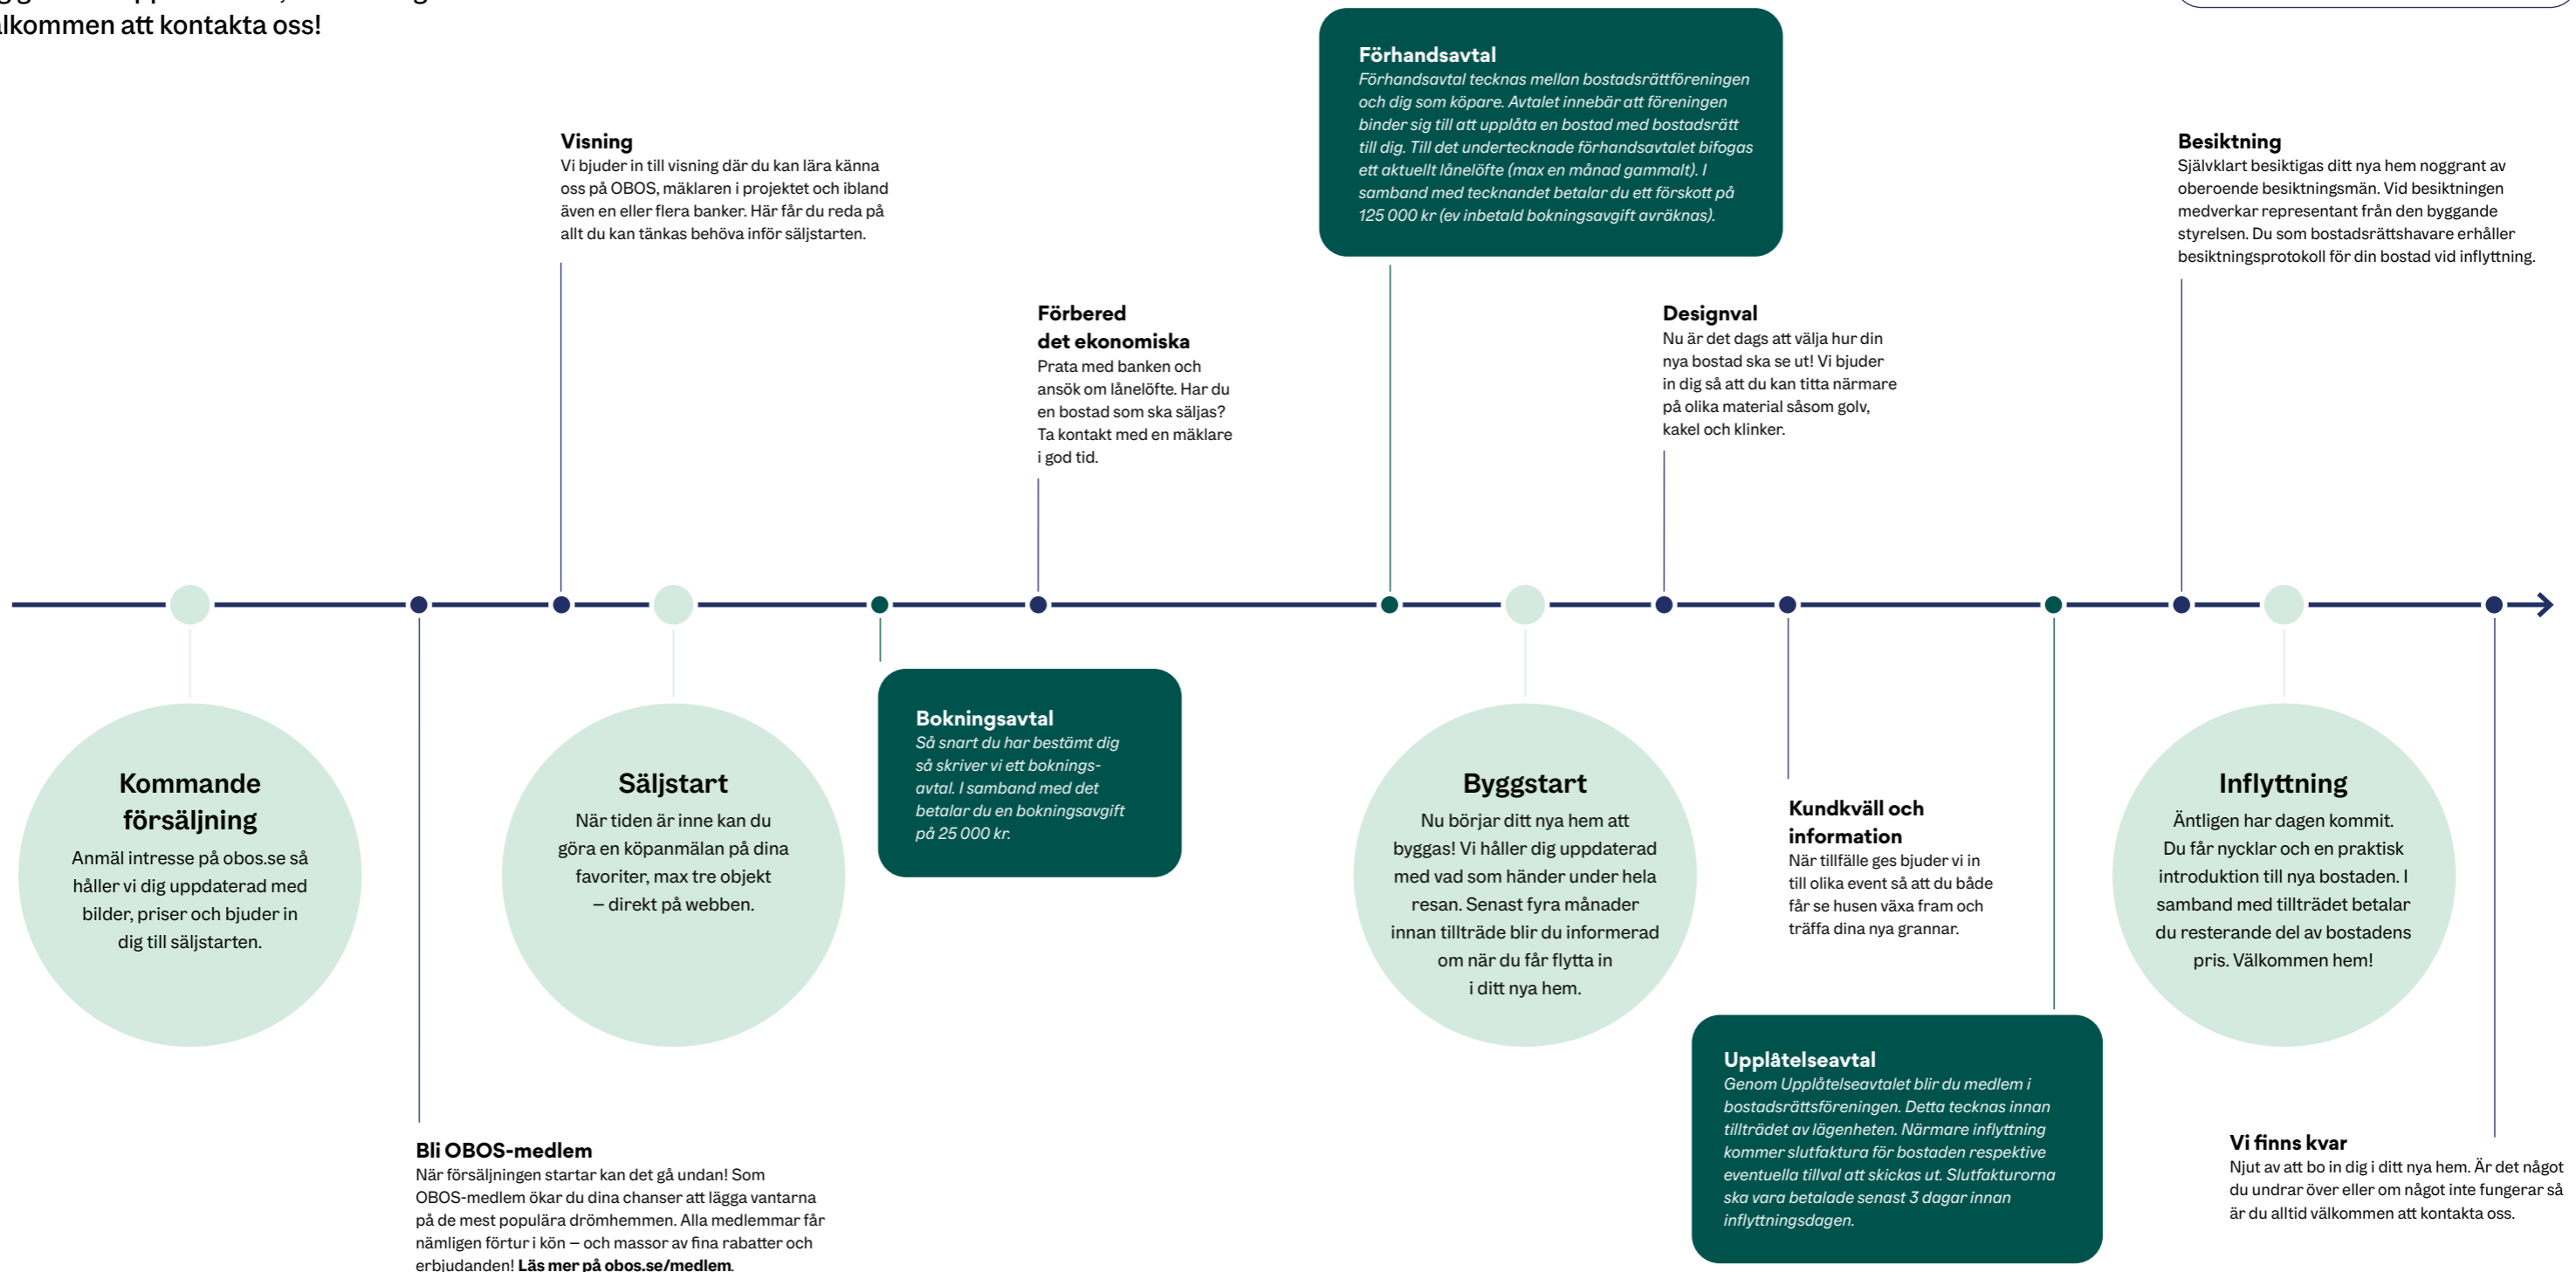 välkommen att kontakta oss!
Förhandsavtal
Förhandsavtal tecknas mellan bostadsrättföreningen
och dig som köpare. Avtalet innebär att föreningen
binder sig till att upplåta en bostad med bostadsrätt
till dig. Till det undertecknade förhandsavtalet bifogas
ett aktuellt lånelöfte (max en månad gammalt). I
samband med tecknandet betalar du ett förskott på
125 000 kr (ev inbetald bokningsavgift avräknas).
Visning
Vi bjuder in till visning där du kan lära känna
oss på OBOS, mäklaren i projektet och ibland
även en eller flera banker. Här får du reda på
allt du kan tänkas behöva inför säljstarten.
Besiktning
Självklart besiktigas ditt nya hem noggrant av
oberoende besiktningsmän. Vid besiktningen
medverkar representant från den byggande
styrelsen. Du som bostadsrättshavare erhåller
besiktningsprotokoll för din bostad vid inflyttning.
Förbered
det ekonomiska
Prata med banken och
ansök om lånelöfte. Har du
en bostad som ska säljas?
Ta kontakt med en mäklare
i god tid.
Designval
Nu är det dags att välja hur din
nya bostad ska se ut! Vi bjuder
in dig så att du kan titta närmare
på olika material såsom golv,
kakel och klinker.
Kommande
försäljning
Anmäl intresse på obos.se så
håller vi dig uppdaterad med
bilder, priser och bjuder in
dig till säljstarten.
Säljstart
När tiden är inne kan du
göra en köpanmälan på dina
favoriter, max tre objekt
– direkt på webben.
Bokningsavtal
Så snart du har bestämt dig
så skriver vi ett boknings-
avtal. I samband med det
betalar du en bokningsavgift
på 25 000 kr.
Byggstart
Nu börjar ditt nya hem att
byggas! Vi håller dig uppdaterad
med vad som händer under hela
resan. Senast fyra månader
innan tillträde blir du informerad
om när du får flytta in
i ditt nya hem.
Kundkväll och
information
När tillfälle ges bjuder vi in
till olika event så att du både
får se husen växa fram och
träffa dina nya grannar.
Inflyttning
Äntligen har dagen kommit.
Du får nycklar och en praktisk
introduktion till nya bostaden. I
samband med tillträdet betalar
du resterande del av bostadens
pris. Välkommen hem!
Bli OBOS-medlem
När försäljningen startar kan det gå undan! Som
OBOS-medlem ökar du dina chanser att lägga vantarna
på de mest populära drömhemmen. Alla medlemmar får
nämligen förtur i kön – och massor av fina rabatter och
erbjudanden! Läs mer på obos.se/medlem.
Upplåtelseavtal
Genom Upplåtelseavtalet blir du medlem i
bostadsrättsföreningen. Detta tecknas innan
tillträdet av lägenheten. Närmare inflyttning
kommer slutfaktura för bostaden respektive
eventuella tillval att skickas ut. Slutfakturorna
ska vara betalade senast 3 dagar innan
inflyttningsdagen.
Vi finns kvar
Njut av att bo in dig i ditt nya hem. Är det något
du undrar över eller om något inte fungerar så
är du alltid välkommen att kontakta oss.